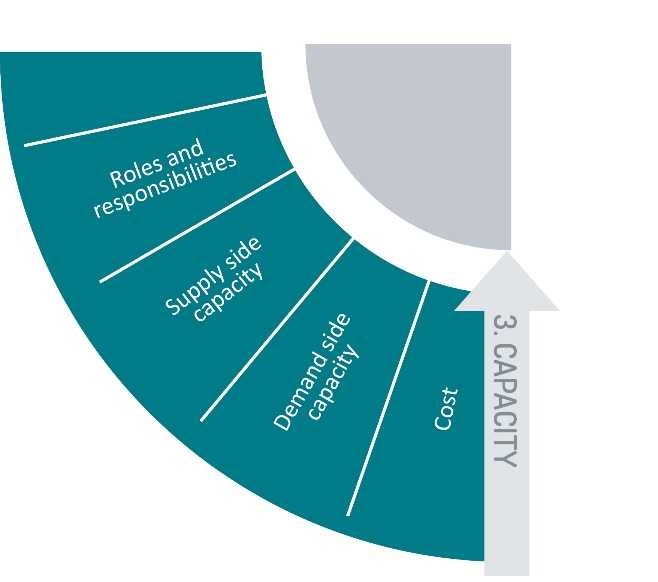 Roles and
responsibilities
Supply side
capacity
Demand side
capacity
Cost
3. CAPACITY